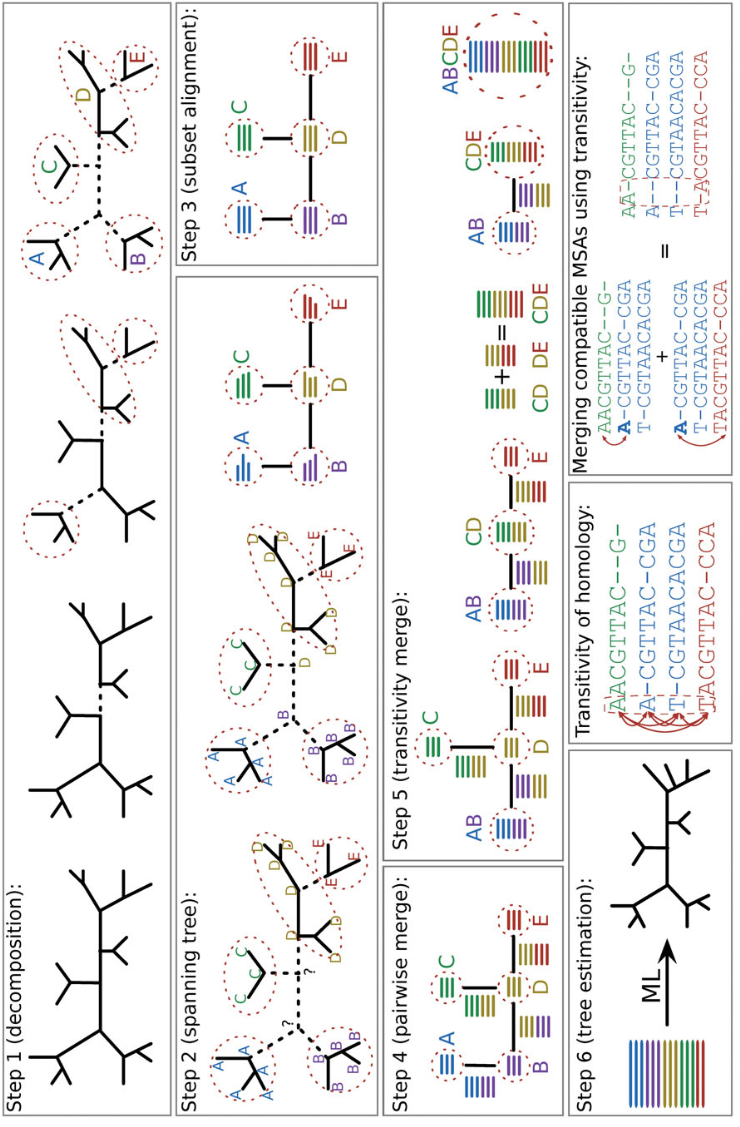 Step 1 (decomposition):
A
B
C
D
E
Step 2 (spanning tree):
A
A
A
A
?
B
B
B
B
B
C
C
C
?
D
D
D
D
D
D
E
E
E
A
A
A
A
A
B
B
B
B
B
B
C
C
C
D
D
D
D
D
D
D
E
E
E
A
C
B
D
E
Step 3 (subset alignment):
A
C
B
D
E
Step 4 (pairwise merge):
A
C
B
D
E
Step 5 (transitivity merge):
AB
C
D
E
AB
CD
E
+ =
CD DE CDE
AB
CDE
ABCDE
Step 6 (tree estimation):
ML
Transitivity of homology:
AACGTTAC--G-
A-CGTTAC-CGA
T-CGTAACACGA
TACGTTAC-CCA
Merging compatible MSAs using transitivity:
AACGTTAC--G-
A-CGTTAC-CGA
T-CGTAACACGA
+
A-CGTTAC-CGA
T-CGTAACACGA
TACGTTAC-CCA
=
AA-CGTTAC--G-
A--CGTTAC-CGA
T--CGTAACACGA
T-ACGTTAC-CCA